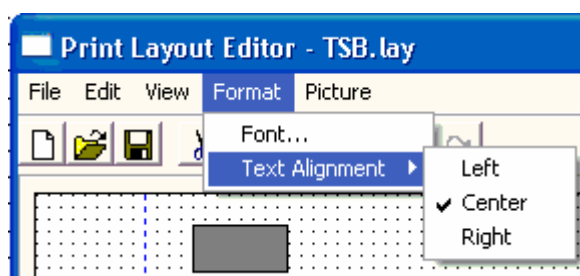 Print Layout Editor - TSB.lay
File Edit View Format Picture
Font...
Text Alignment
Left
Center
Right